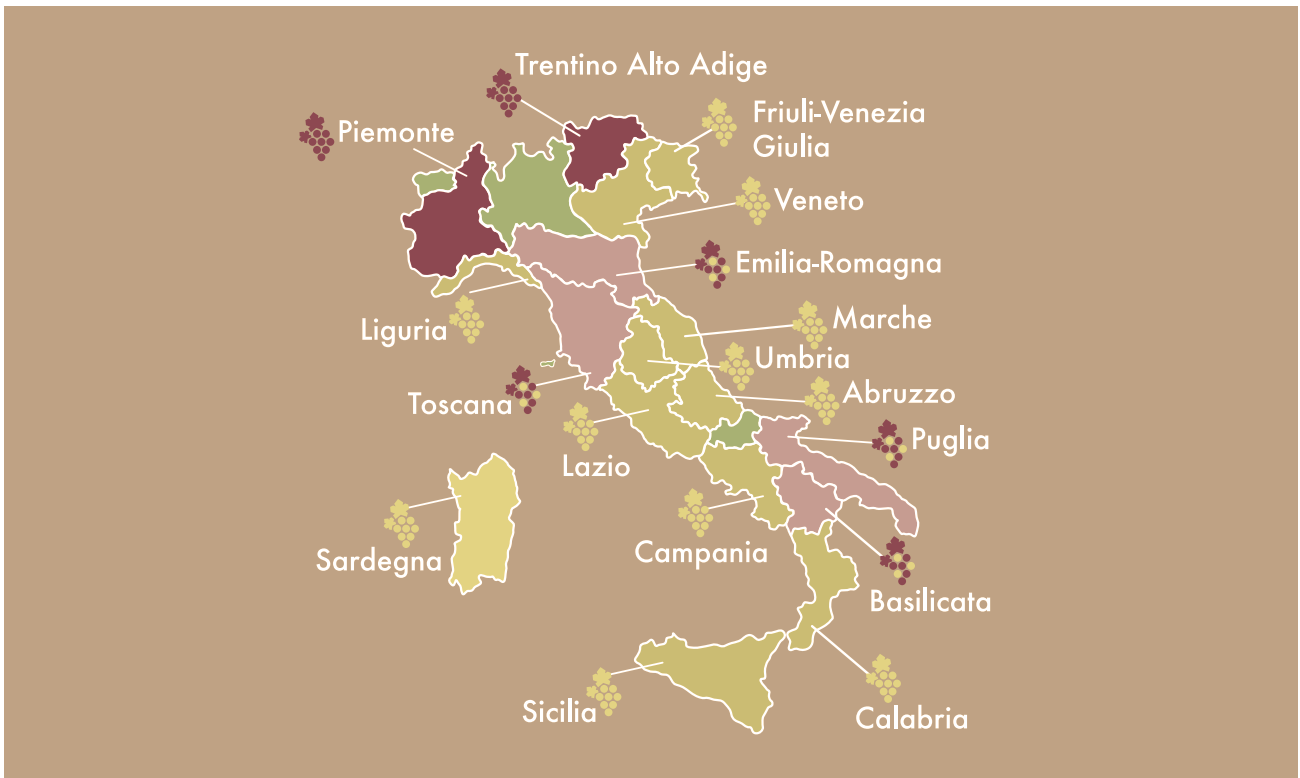 Trentino Alto Adige
Piemonte
Friuli-Venezia
Giulia
Veneto
Emilia-Romagna
Liguria
Marche
Umbria
Abruzzo
Toscana
Puglia
Lazio
Sardegna
Campania
Basilicata
Sicilia
Calabria